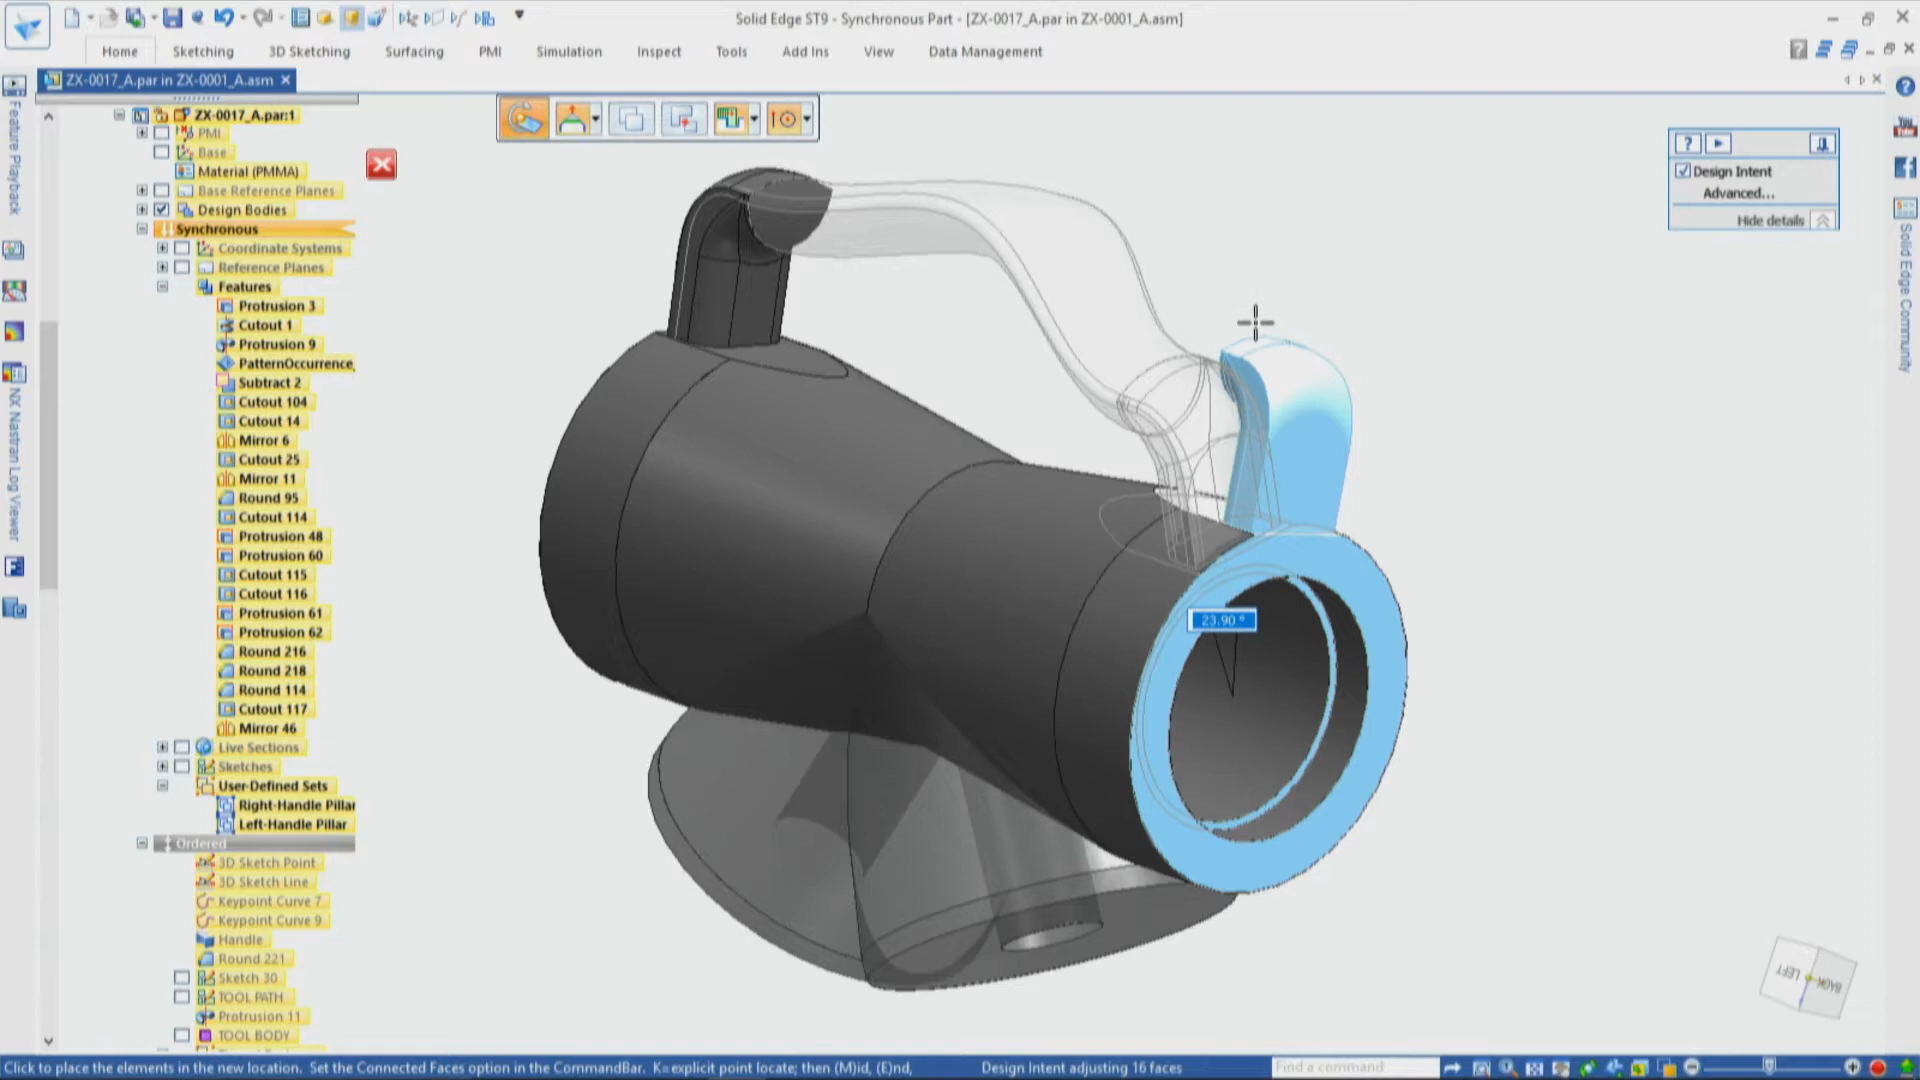 Solid Edge ST9 - Synchronous Part - [ZX-0017_A.par in ZX-0001_A.asm]
Home Sketching 3D Sketching Surfacing PMI Simulation Inspect Tools Add Ins View Data Management
ZX-0017_A.par in ZX-0001_A.asm
Feature Playback
NX Nastran Log Viewer
ZX-0017_A.par:1
PMI
Base
Material (PMMA)
Base Reference Planes
Design Bodies
Synchronous
Coordinate Systems
Reference Planes
Features
Protrusion 3
Cutout 1
Protrusion 9
PatternOccurrence_
Subtract 2
Cutout 104
Cutout 14
Mirror 6
Cutout 25
Mirror 11
Round 95
Cutout 114
Protrusion 48
Protrusion 60
Cutout 115
Cutout 116
Protrusion 61
Protrusion 62
Round 216
Round 218
Round 114
Cutout 117
Mirror 46
Live Sections
Sketches
User-Defined Sets
Right-Handle Pillar
Left-Handle Pillar
Ordered
3D Sketch Point
3D Sketch Line
Keypoint Curve 7
Keypoint Curve 9
Handle
Round 221
Sketch 30
TOOL PATH
Protrusion 11
TOOL BODY
23.90 °
Design Intent
Advanced...
Hide details
You Tube
Solid Edge Community
LEFT
BACK
Click to place the elements in the new location. Set the Connected Faces option in the CommandBar. K=explicit point locate; then (M)id, (E)nd,
Design Intent adjusting 16 faces
Find a command